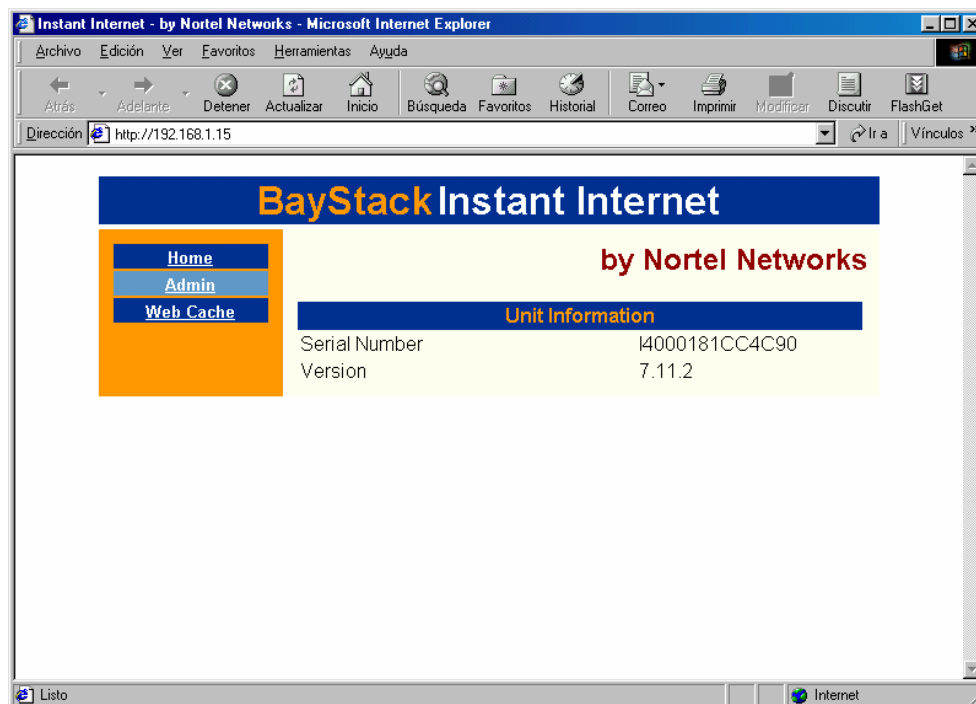 Instant Internet - by Nortel Networks - Microsoft Internet Explorer
Archivo Edición Ver Favoritos Herramientas Ayuda
Atrás Adelante Detener Actualizar Inicio Búsqueda Favoritos Historial Correo Imprimir Modificar Discutir FlashGet
Dirección http://192.168.1.15 Ir a Vínculos »
BayStack Instant Internet
Home
Admin
Web Cache
by Nortel Networks
Unit Information
Serial Number I4000181CC4C90
Version 7.11.2
Listo Internet